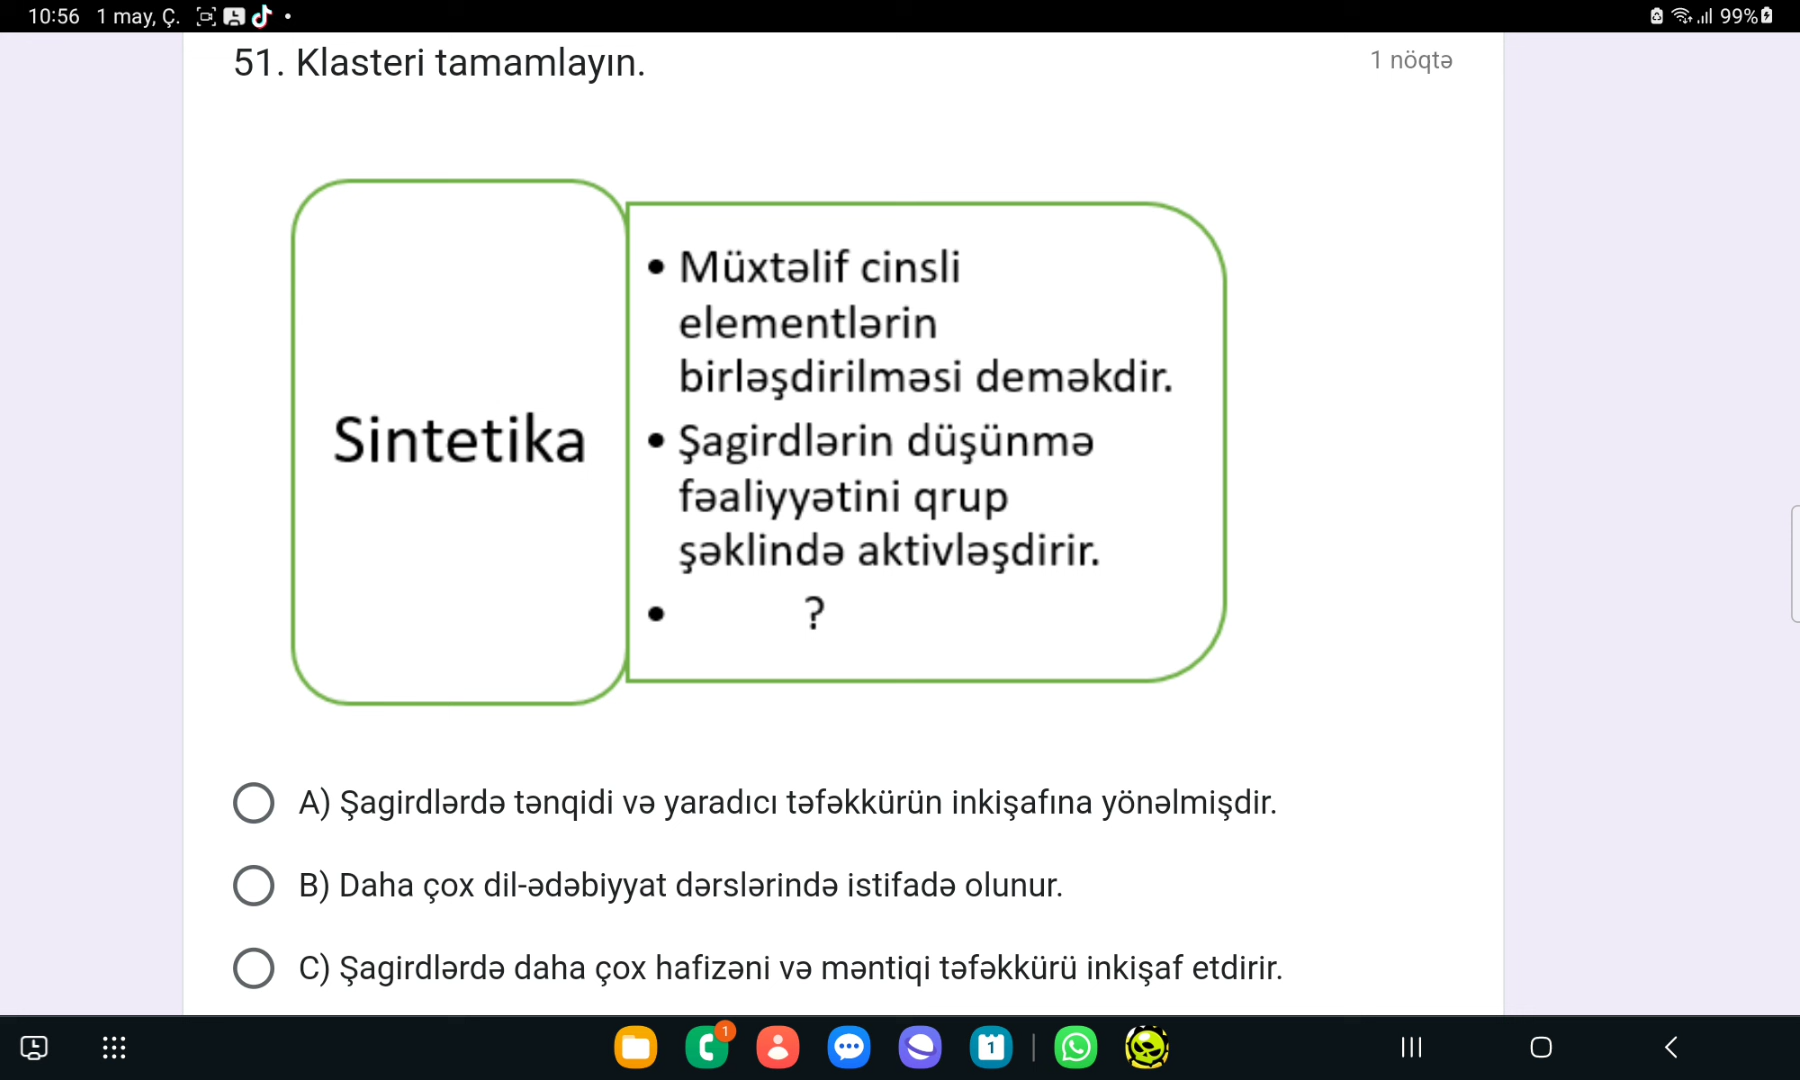 10:56 1 may, Ç.
99%
51. Klasteri tamamlayın.
1 nöqtə
Sintetika
• Müxtəlif cinsli
elementlərin
birləşdirilməsi deməkdir.
• Şagirdlərin düşünmə
fəaliyyətini qrup
şəklində aktivləşdirir.
• ?
A) Şagirdlərdə tənqidi və yaradıcı təfəkkürün inkişafına yönəlmişdir.
B) Daha çox dil-ədəbiyyat dərslərində istifadə olunur.
C) Şagirdlərdə daha çox hafizəni və məntiqi təfəkkürü inkişaf etdirir.
1
1